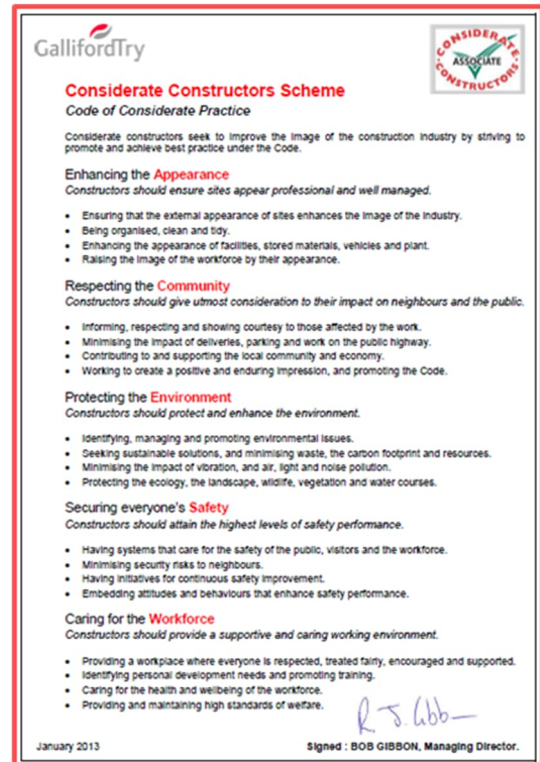 GallifordTry
CONSIDERATE
ASSOCIATE
CONSTRUCTORS
Considerate Constructors Scheme
Code of Considerate Practice
Considerate constructors seek to improve the image of the construction industry by striving to
promote and achieve best practice under the Code.
Enhancing the Appearance
Constructors should ensure sites appear professional and well managed.
• Ensuring that the external appearance of sites enhances the image of the industry.
• Being organised, clean and tidy.
• Enhancing the appearance of facilities, stored materials, vehicles and plant.
• Raising the image of the workforce by their appearance.
Respecting the Community
Constructors should give utmost consideration to their impact on neighbours and the public.
• Informing, respecting and showing courtesy to those affected by the work.
• Minimising the impact of deliveries, parking and work on the public highway.
• Contributing to and supporting the local community and economy.
• Working to create a positive and enduring impression, and promoting the Code.
Protecting the Environment
Constructors should protect and enhance the environment.
• Identifying, managing and promoting environmental issues.
• Seeking sustainable solutions, and minimising waste, the carbon footprint and resources.
• Minimising the impact of vibration, and air, light and noise pollution.
• Protecting the ecology, the landscape, wildlife, vegetation and water courses.
Securing everyone's Safety
Constructors should attain the highest levels of safety performance.
• Having systems that care for the safety of the public, visitors and the workforce.
• Minimising security risks to neighbours.
• Having initiatives for continuous safety improvement.
• Embedding attitudes and behaviours that enhance safety performance.
Caring for the Workforce
Constructors should provide a supportive and caring working environment.
• Providing a workplace where everyone is respected, treated fairly, encouraged and supported.
• Identifying personal development needs and promoting training.
• Caring for the health and wellbeing of the workforce.
• Providing and maintaining high standards of welfare.
R. J. Gibb
January 2013 Signed : BOB GIBBON, Managing Director.